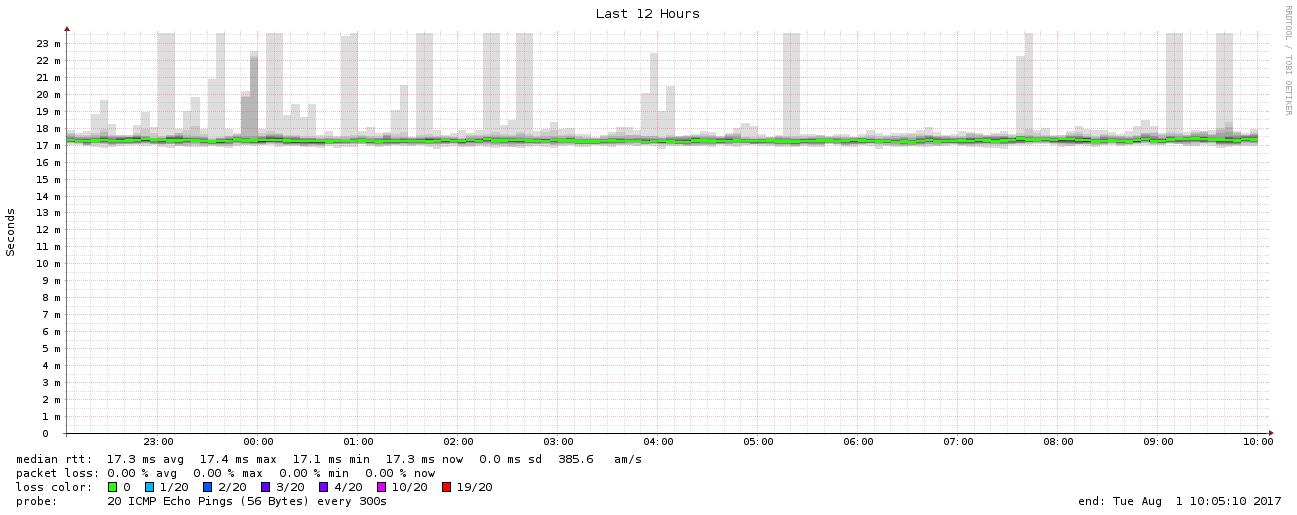 Last 12 Hours
RRDTOOL / TOBI OETIKER
Seconds
23 m
22 m
21 m
20 m
19 m
18 m
17 m
16 m
15 m
14 m
13 m
12 m
11 m
10 m
9 m
8 m
7 m
6 m
5 m
4 m
3 m
2 m
1 m
0
23:00 00:00 01:00 02:00 03:00 04:00 05:00 06:00 07:00 08:00 09:00 10:00
median rtt: 17.3 ms avg 17.4 ms max 17.1 ms min 17.3 ms now 0.0 ms sd 385.6 am/s
packet loss: 0.00 % avg 0.00 % max 0.00 % min 0.00 % now
loss color: 0 1/20 2/20 3/20 4/20 10/20 19/20
probe: 20 ICMP Echo Pings (56 Bytes) every 300s end: Tue Aug 1 10:05:10 2017